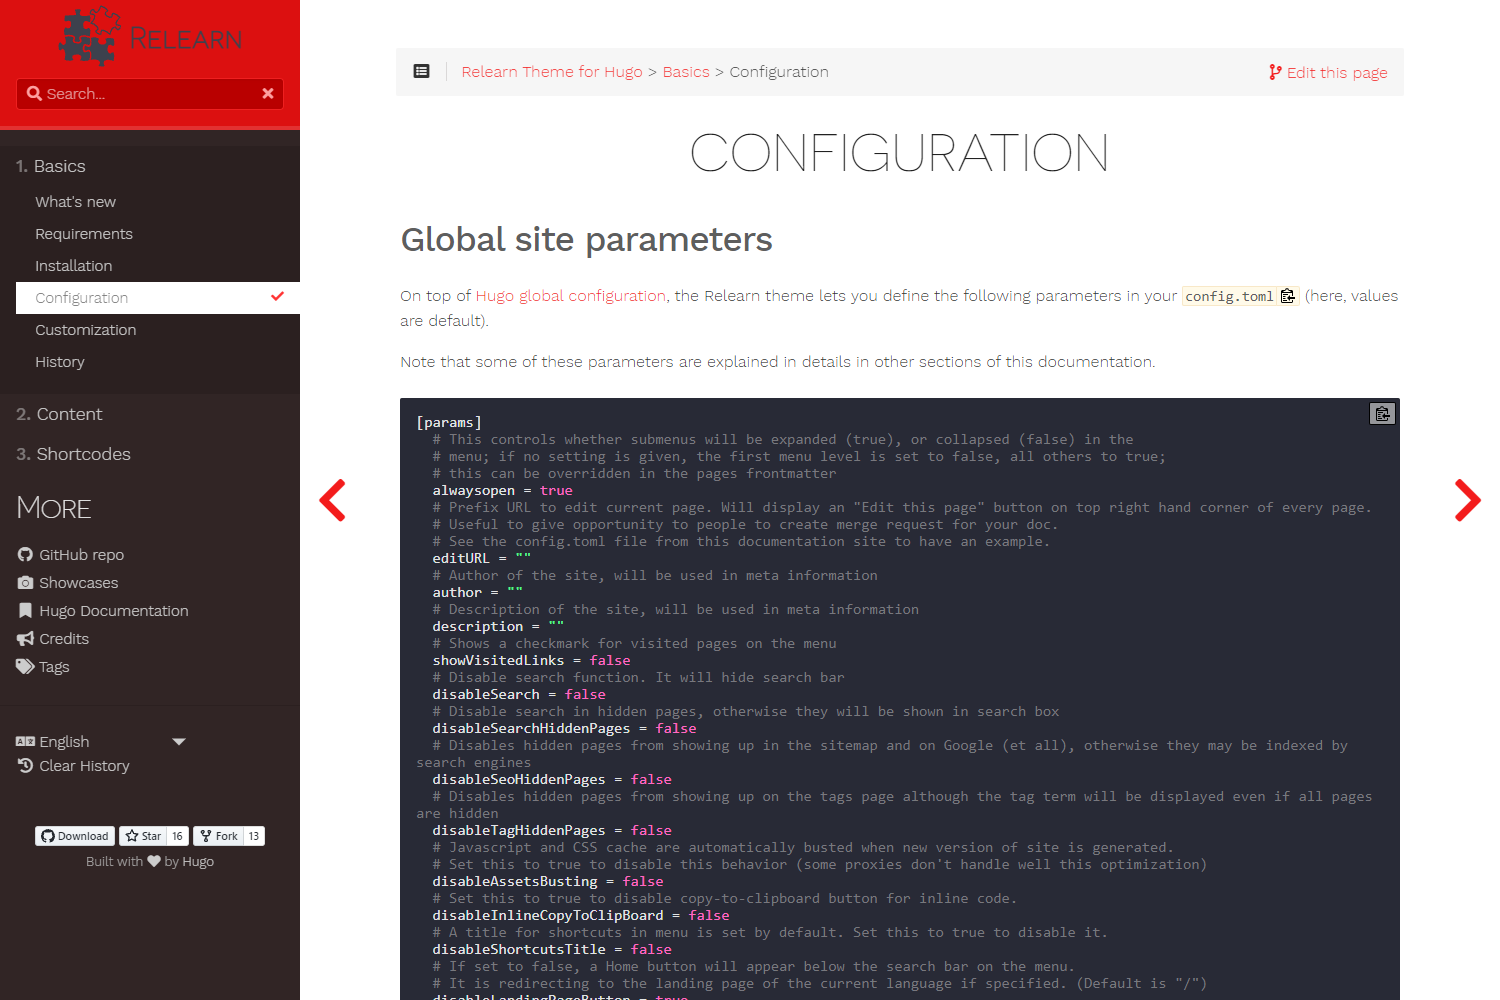 RELEARN
Search...
1. Basics
What's new
Requirements
Installation
Configuration
Customization
History
2. Content
3. Shortcodes
MORE
GitHub repo
Showcases
Hugo Documentation
Credits
Tags
English
Clear History
Download Star 16 Fork 13
Built with by Hugo
Relearn Theme for Hugo > Basics > Configuration
Edit this page
CONFIGURATION
Global site parameters
On top of Hugo global configuration, the Relearn theme lets you define the following parameters in your config.toml (here, values
are default).
Note that some of these parameters are explained in details in other sections of this documentation.
[params]
# This controls whether submenus will be expanded (true), or collapsed (false) in the
# menu; if no setting is given, the first menu level is set to false, all others to true;
# this can be overridden in the pages frontmatter
alwaysopen = true
# Prefix URL to edit current page. Will display an "Edit this page" button on top right hand corner of every page.
# Useful to give opportunity to people to create merge request for your doc.
# See the config.toml file from this documentation site to have an example.
editURL = ""
# Author of the site, will be used in meta information
author = ""
# Description of the site, will be used in meta information
description = ""
# Shows a checkmark for visited pages on the menu
showVisitedLinks = false
# Disable search function. It will hide search bar
disableSearch = false
# Disable search in hidden pages, otherwise they will be shown in search box
disableSearchHiddenPages = false
# Disables hidden pages from showing up in the sitemap and on Google (et all), otherwise they may be indexed by
search engines
disableSeoHiddenPages = false
# Disables hidden pages from showing up on the tags page although the tag term will be displayed even if all pages
are hidden
disableTagHiddenPages = false
# Javascript and CSS cache are automatically busted when new version of site is generated.
# Set this to true to disable this behavior (some proxies don't handle well this optimization)
disableAssetsBusting = false
# Set this to true to disable copy-to-clipboard button for inline code.
disableInlineCopyToClipBoard = false
# A title for shortcuts in menu is set by default. Set this to true to disable it.
disableShortcutsTitle = false
# If set to false, a Home button will appear below the search bar on the menu.
# It is redirecting to the landing page of the current language if specified. (Default is "/")
disableLandingPageButton = true